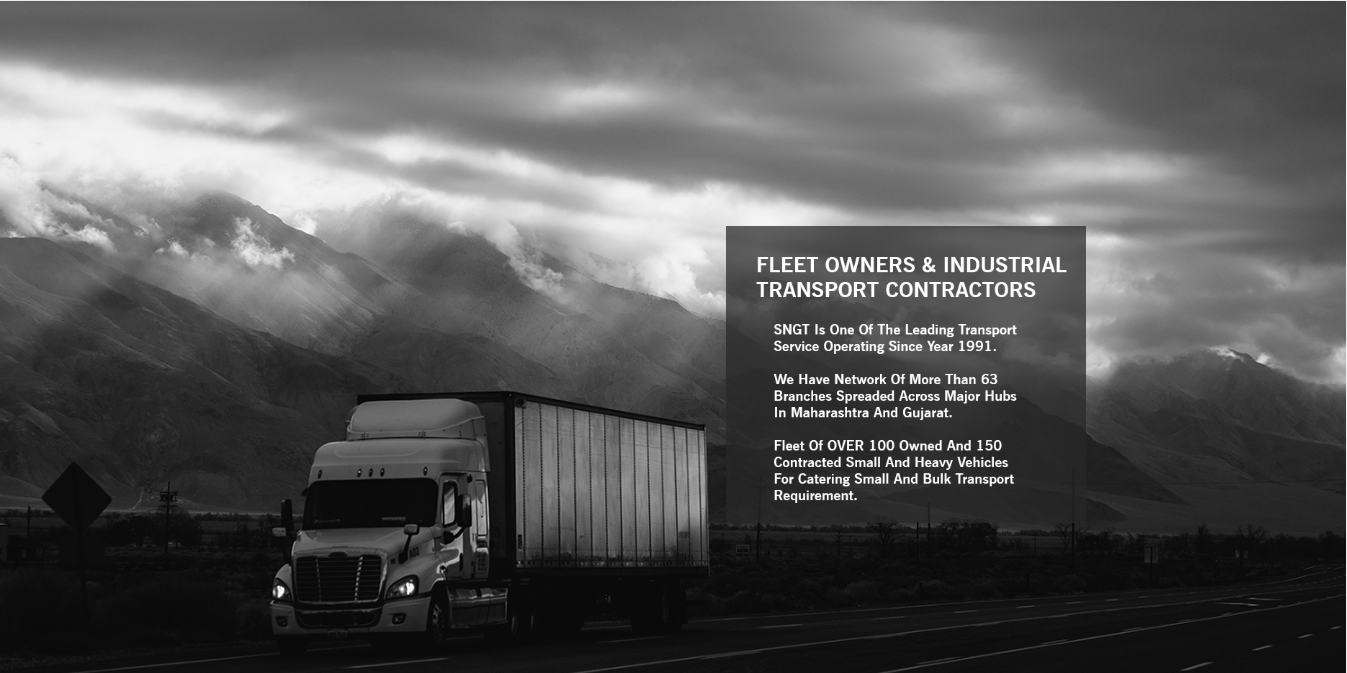 FLEET OWNERS & INDUSTRIAL
TRANSPORT CONTRACTORS
SNGT Is One Of The Leading Transport
Service Operating Since Year 1991.
We Have Network Of More Than 63
Branches Spreaded Across Major Hubs
In Maharashtra And Gujarat.
Fleet Of OVER 100 Owned And 150
Contracted Small And Heavy Vehicles
For Catering Small And Bulk Transport
Requirement.